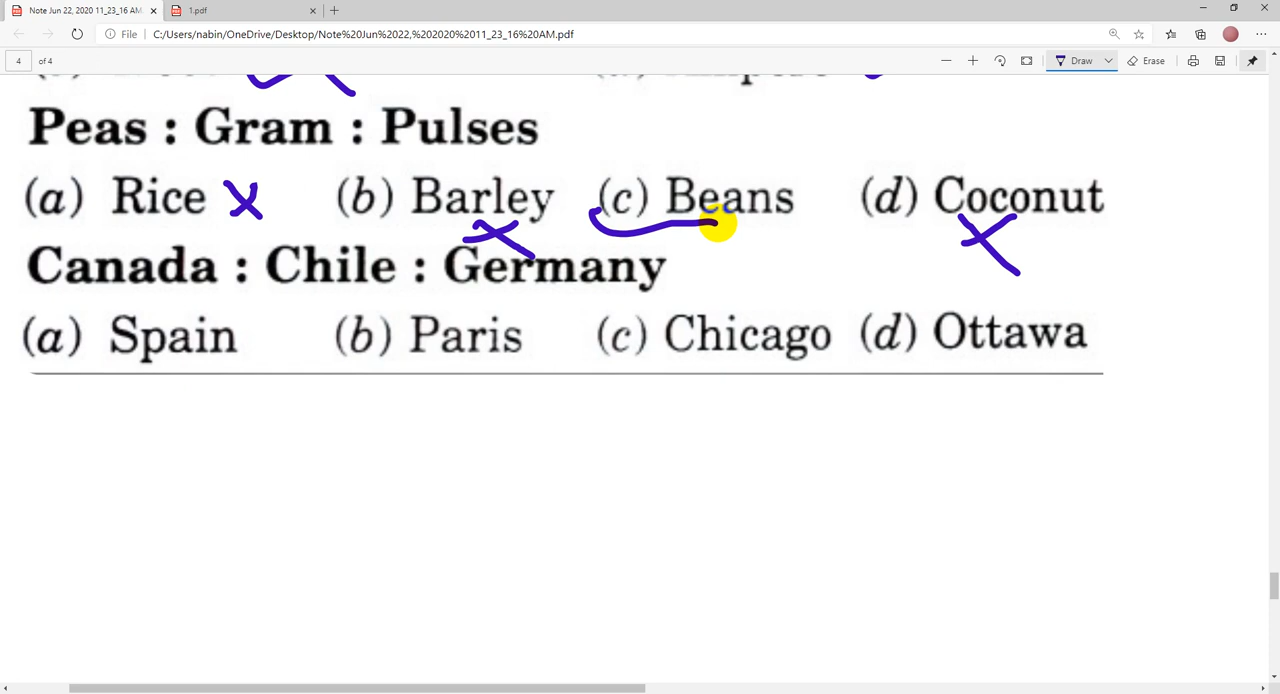 Note Jun 22, 2020 11_23_16 AM.
1.pdf
File
C:/Users/nabin/OneDrive/Desktop/Note%20Jun%2022,%202020%2011_23_16%20AM.pdf
4 of 4
Draw
Erase
Peas : Gram : Pulses
(a) Rice (b) Barley (c) Beans (d) Coconut
Canada : Chile : Germany
(a) Spain (b) Paris (c) Chicago (d) Ottawa